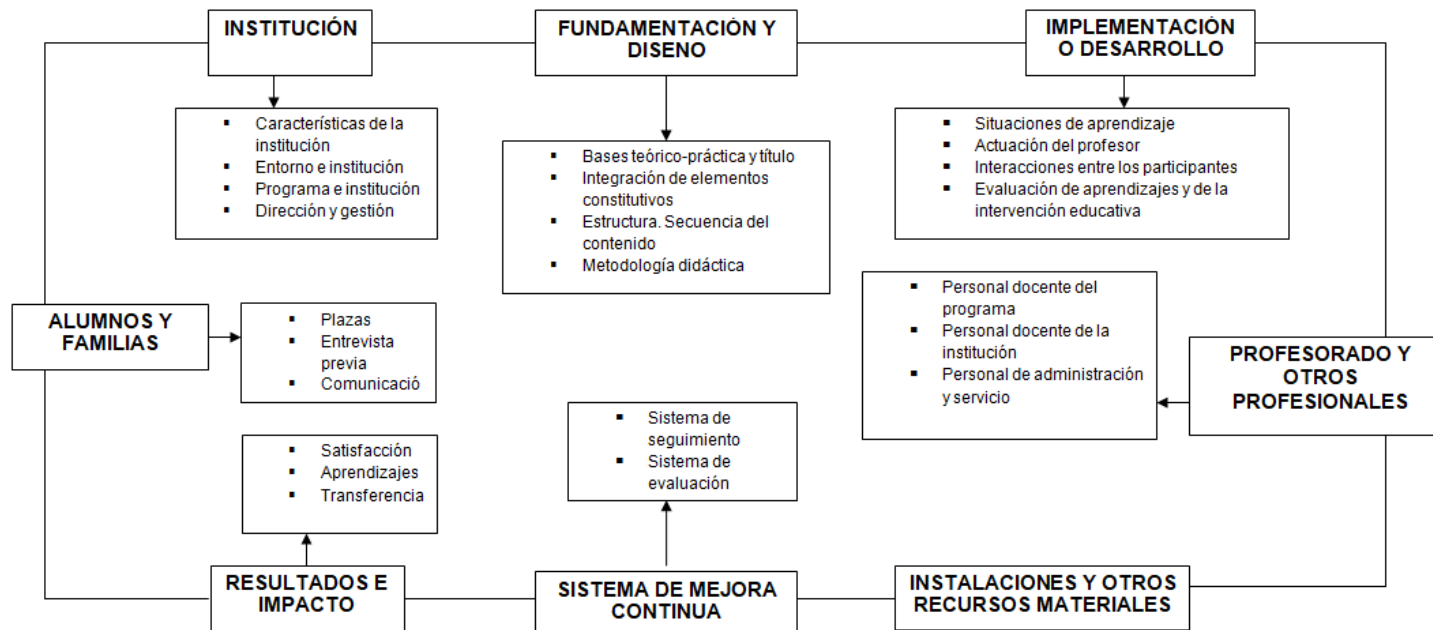 INSTITUCIÓN
FUNDAMENTACIÓN Y
DISENO
IMPLEMENTACIÓN
O DESARROLLO
▪ Características de la
institución
▪ Entorno e institución
▪ Programa e institución
▪ Dirección y gestión
▪ Bases teórico-práctica y título
▪ Integración de elementos
constitutivos
▪ Estructura. Secuencia del
contenido
▪ Metodología didáctica
▪ Situaciones de aprendizaje
▪ Actuación del profesor
▪ Interacciones entre los participantes
▪ Evaluación de aprendizajes y de la
intervención educativa
ALUMNOS Y
FAMILIAS
▪ Plazas
▪ Entrevista
previa
▪ Comunicació
▪ Personal docente del
programa
▪ Personal docente de la
institución
▪ Personal de administración
y servicio
PROFESORADO Y
OTROS
PROFESIONALES
▪ Satisfacción
▪ Aprendizajes
▪ Transferencia
▪ Sistema de
seguimiento
▪ Sistema de
evaluación
RESULTADOS E
IMPACTO
SISTEMA DE MEJORA
CONTINUA
INSTALACIONES Y OTROS
RECURSOS MATERIALES